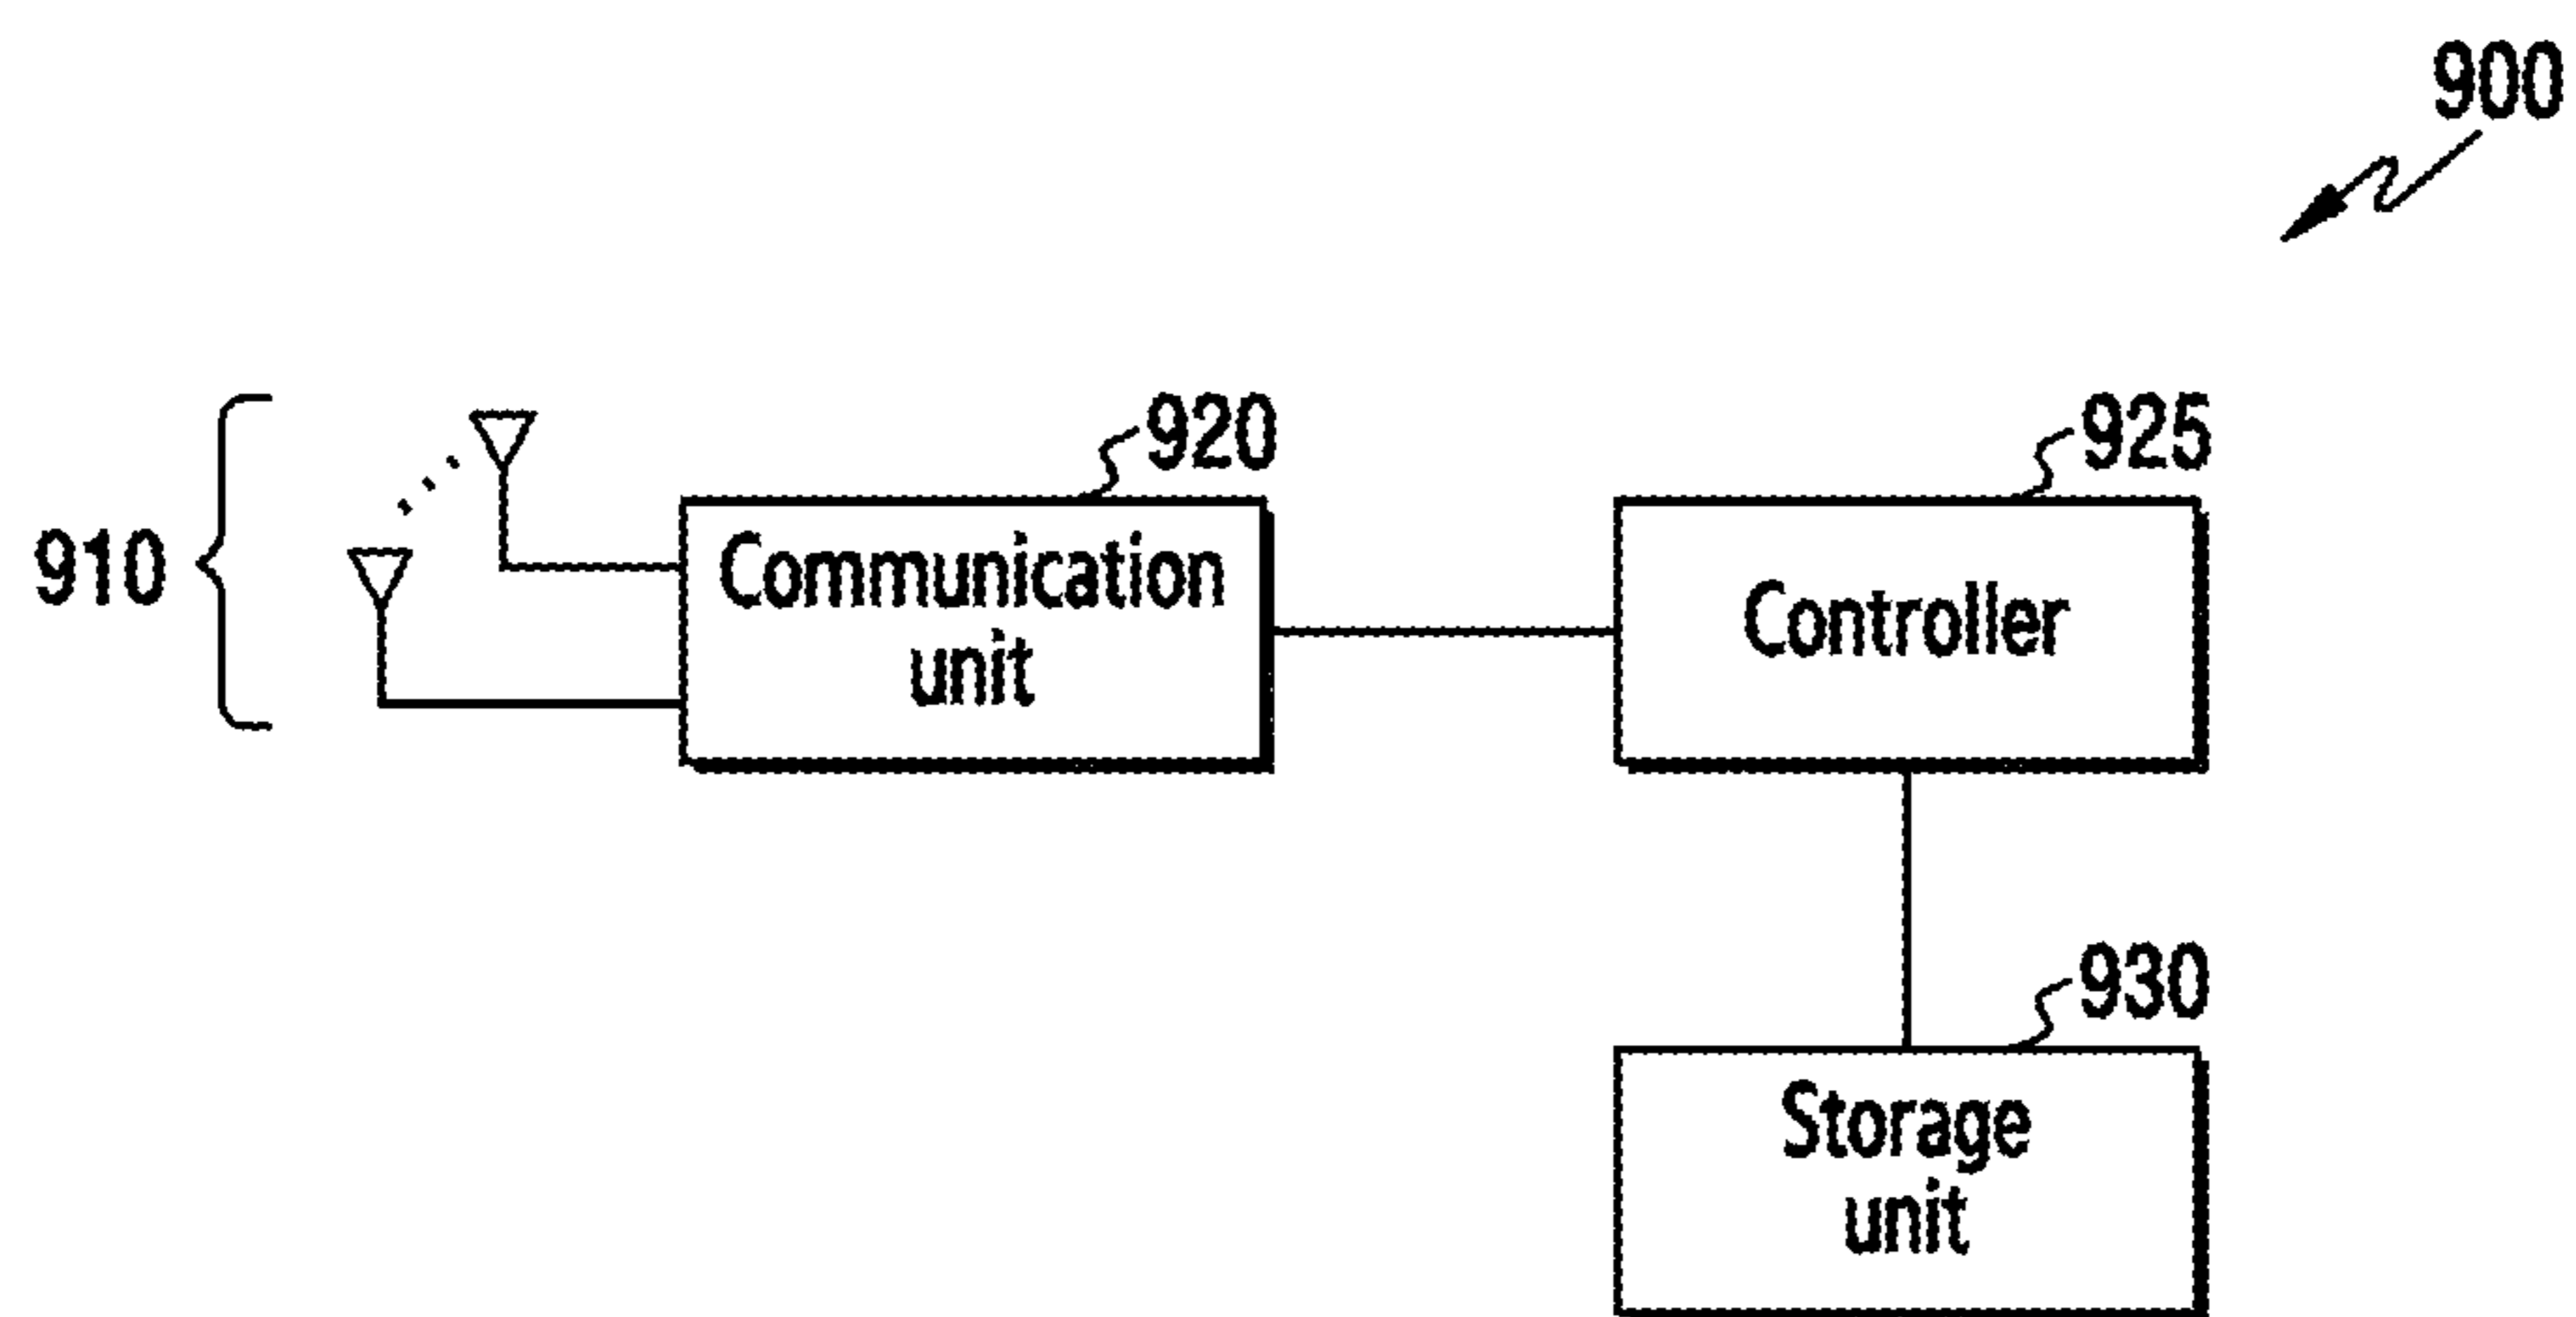 900
920
925
910
Communication
unit
Controller
930
Storage
unit